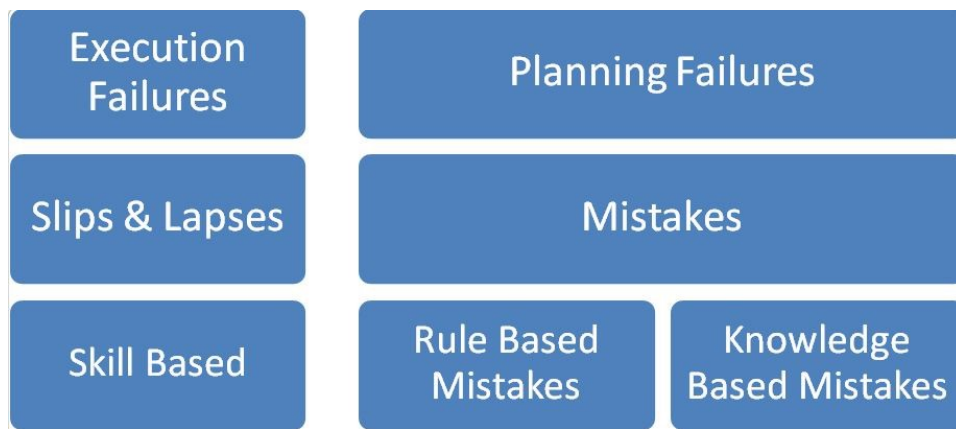 Execution
Failures
Planning Failures
Slips & Lapses
Mistakes
Skill Based
Rule Based
Mistakes
Knowledge
Based Mistakes